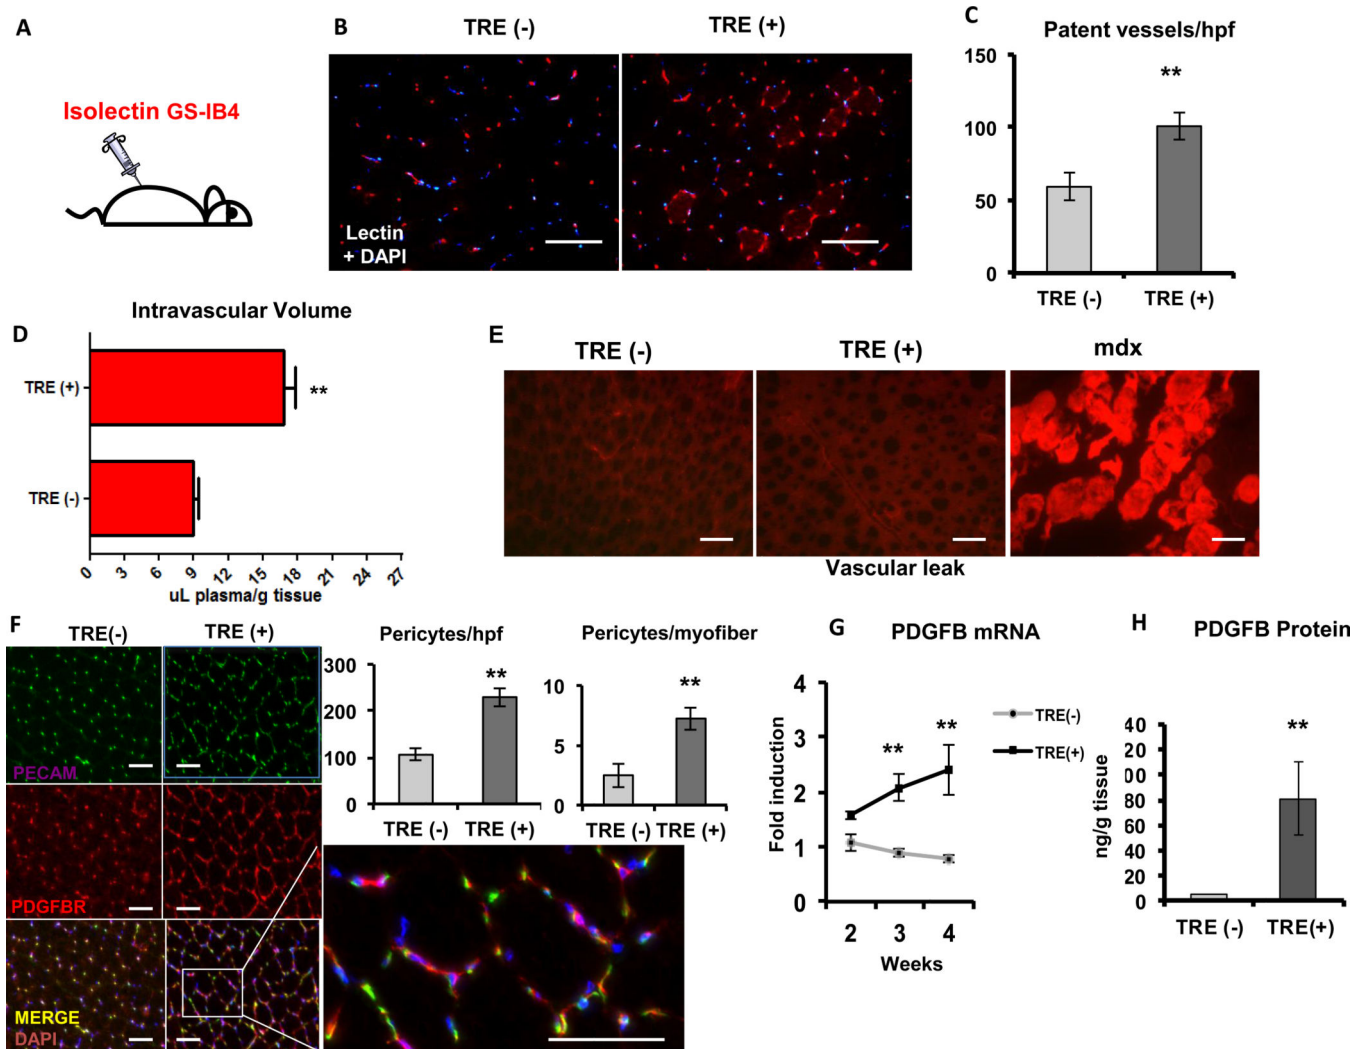 A
Isolectin GS-IB4
B
TRE (-)
TRE (+)
Lectin
+ DAPI
C
Patent vessels/hpf
150
100
50
0
TRE (-)
TRE (+)
**
D
Intravascular Volume
TRE (+)
**
TRE (-)
0 3 6 9 12 15 18 21 24 27
uL plasma/g tissue
E
TRE (-)
TRE (+)
mdx
Vascular leak
F
TRE(-)
TRE (+)
PECAM
PDGFBR
MERGE
DAPI
Pericytes/hpf
300
200
100
0
**
TRE (-)
TRE (+)
Pericytes/myofiber
10
5
0
**
TRE (-)
TRE (+)
G
PDGFB mRNA
Fold induction
4
3
2
1
0
** **
2 3 4
Weeks
TRE(-)
TRE(+)
H
PDGFB Protein
ng/g tissue
40
20
00
80
60
40
20
0
**
TRE (-)
TRE(+)